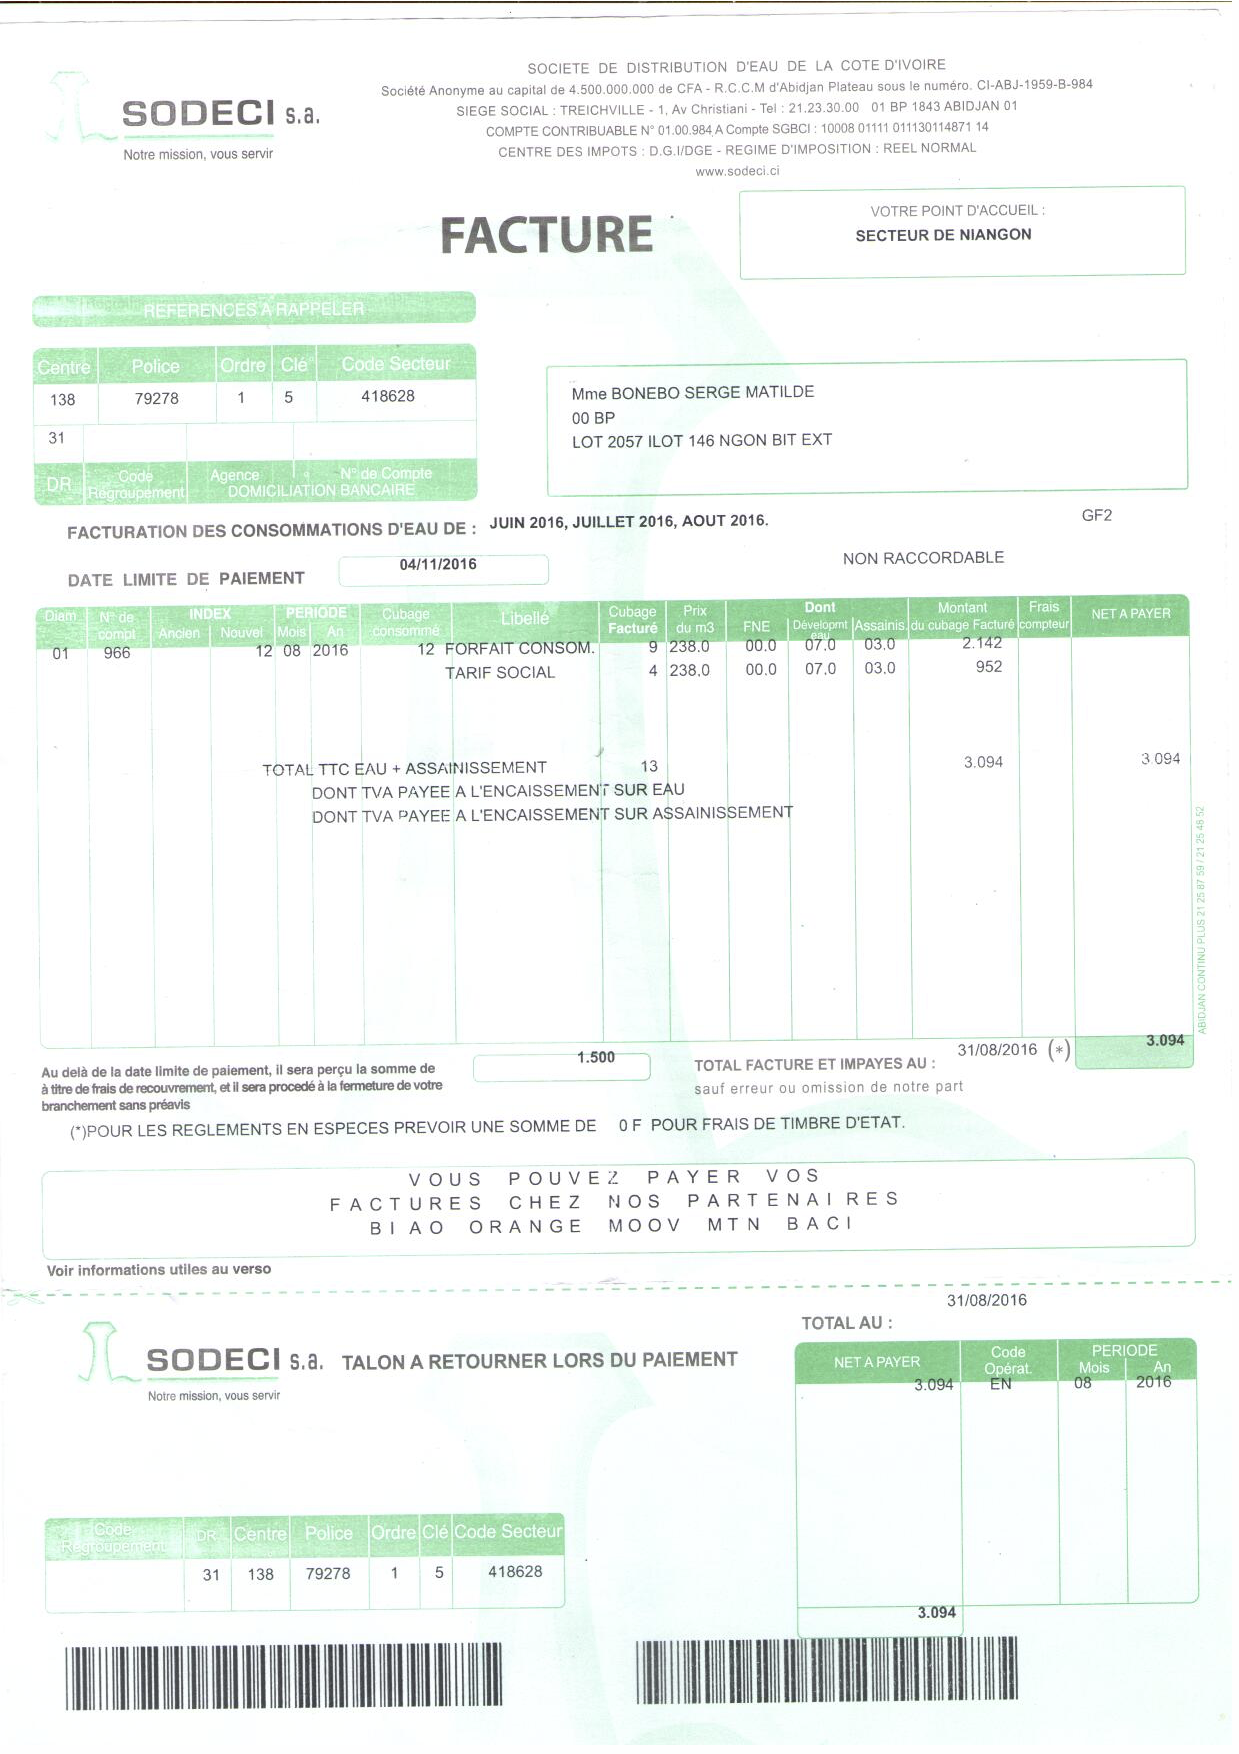 SOCIETE DE DISTRIBUTION D'EAU DE LA COTE D'IVOIRE
Société Anonyme au capital de 4.500.000.000 de CFA - R.C.C.M d'Abidjan Plateau sous le numéro. CI-ABJ-1959-B-984
SIEGE SOCIAL : TREICHVILLE - 1, Av Christiani - Tel : 21.23.30.00 01 BP 1843 ABIDJAN 01
COMPTE CONTRIBUABLE N° 01.00.984 A Compte SGBCI : 10008 01111 011130114871 14
CENTRE DES IMPOTS : D.G.I/DGE - REGIME D'IMPOSITION : REEL NORMAL
www.sodeci.ci
SODECI s.a.
Notre mission, vous servir
FACTURE
VOTRE POINT D'ACCUEIL :
SECTEUR DE NIANGON
REFERENCES A RAPPELER
Centre Police Ordre Clé Code Secteur
138 79278 1 5 418628
31
DR Code Regroupement Agence N° de Compte
DOMICILIATION BANCAIRE
Mme BONEBO SERGE MATILDE
00 BP
LOT 2057 ILOT 146 NGON BIT EXT
FACTURATION DES CONSOMMATIONS D'EAU DE : JUIN 2016, JUILLET 2016, AOUT 2016.
GF2
DATE LIMITE DE PAIEMENT 04/11/2016
NON RACCORDABLE
Diam N° de compt INDEX Ancien Nouvel PERIODE Mois An Cubage consommé Libellé Cubage Facturé Prix du m3 FNE Dont Dévelopmt eau Assainis. Montant du cubage Facturé Frais compteur NET A PAYER
01 966 12 08 2016 12 FORFAIT CONSOM. 9 238.0 00.0 07.0 03.0 2.142
TARIF SOCIAL 4 238.0 00.0 07.0 03.0 952
TOTAL TTC EAU + ASSAINISSEMENT 13 3.094 3 094
DONT TVA PAYEE A L'ENCAISSEMENT SUR EAU
DONT TVA PAYEE A L'ENCAISSEMENT SUR ASSAINISSEMENT
ABIDJAN CONTINU PLUS 21 25 87 59 / 21 25 46 52
3.094
Au délà de la date limite de paiement, il sera perçu la somme de 1.500
à titre de frais de recouvrement, et il sera procedé à la fermeture de votre
branchement sans préavis
TOTAL FACTURE ET IMPAYES AU : 31/08/2016 (*)
sauf erreur ou omission de notre part
(*)POUR LES REGLEMENTS EN ESPECES PREVOIR UNE SOMME DE 0 F POUR FRAIS DE TIMBRE D'ETAT.
VOUS POUVEZ PAYER VOS
FACTURES CHEZ NOS PARTENAIRES
BIAO ORANGE MOOV MTN BACI
Voir informations utiles au verso
31/08/2016
TOTAL AU :
SODECI s.a. TALON A RETOURNER LORS DU PAIEMENT
Notre mission, vous servir
NET A PAYER Code Opérat. PERIODE Mois An
3.094 EN 08 2016
3.094
Code Regroupement DR Centre Police Ordre Clé Code Secteur
31 138 79278 1 5 418628